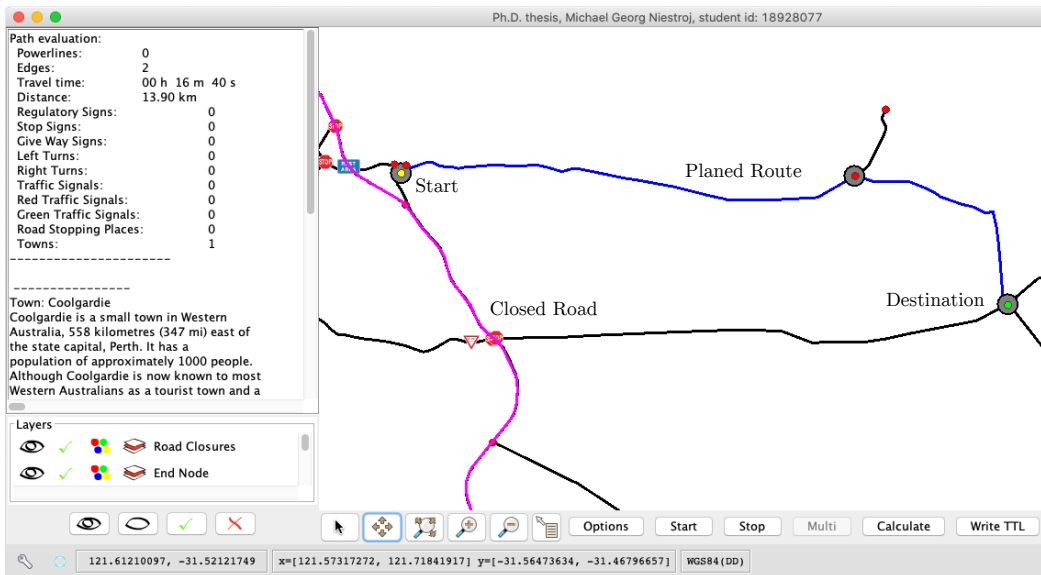 Ph.D. thesis, Michael Georg Niestroj, student id: 18928077
Path evaluation:
Powerlines: 0
Edges: 2
Travel time: 00 h 16 m 40 s
Distance: 13.90 km
Regulatory Signs: 0
Stop Signs: 0
Give Way Signs: 0
Left Turns: 0
Right Turns: 0
Traffic Signals: 0
Red Traffic Signals: 0
Green Traffic Signals: 0
Road Stopping Places: 0
Towns: 1
-----------------------
----------------
Town: Coolgardie
Coolgardie is a small town in Western
Australia, 558 kilometres (347 mi) east of
the state capital, Perth. It has a
population of approximately 1000 people.
Although Coolgardie is now known to most
Western Australians as a tourist town and a
Layers
Road Closures
End Node
Start
Planed Route
Closed Road
Destination
STOP
Options
Start
Stop
Multi
Calculate
Write TTL
121.61210097, -31.52121749
x=[121.57317272, 121.71841917] y=[-31.56473634, -31.46796657]
WGS84(DD)